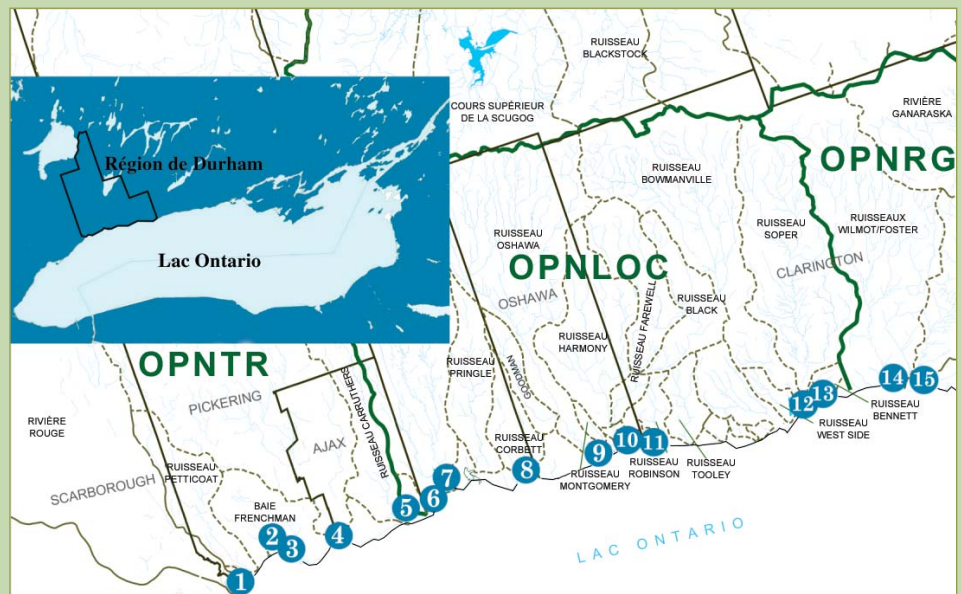 RUISSEAU
BLACKSTOCK
COURS SUPÉRIEUR
DE LA SCUGOG
RIVIÈRE
GANARASKA
Région de Durham
Lac Ontario
OPNRG
RUISSEAU
BOWMANVILLE
RUISSEAU
OSHAWA
RUISSEAU
SOPER
RUISSEAUX
WILMOT/FOSTER
OPNLOC
CLARINGTON
OSHAWA
RUISSEAU
BLACK
RUISSEAU FAREWELL
RUISSEAU
HARMONY
OPNTR
RUISSEAU
PRINGLE
GOODMAN
RUISSEAU CARRUTHERS
PICKERING
AJAX
RIVIÈRE
ROUGE
RUISSEAU
PETTICOAT
SCARBOROUGH
BAIE
FRENCHMAN
RUISSEAU
CORBETT
RUISSEAU
MONTGOMERY
RUISSEAU
ROBINSON
RUISSEAU
TOOLEY
RUISSEAU
WEST SIDE
RUISSEAU
BENNETT
1
2
3
4
5
6
7
8
9
10
11
12
13
14
15
LAC ONTARIO